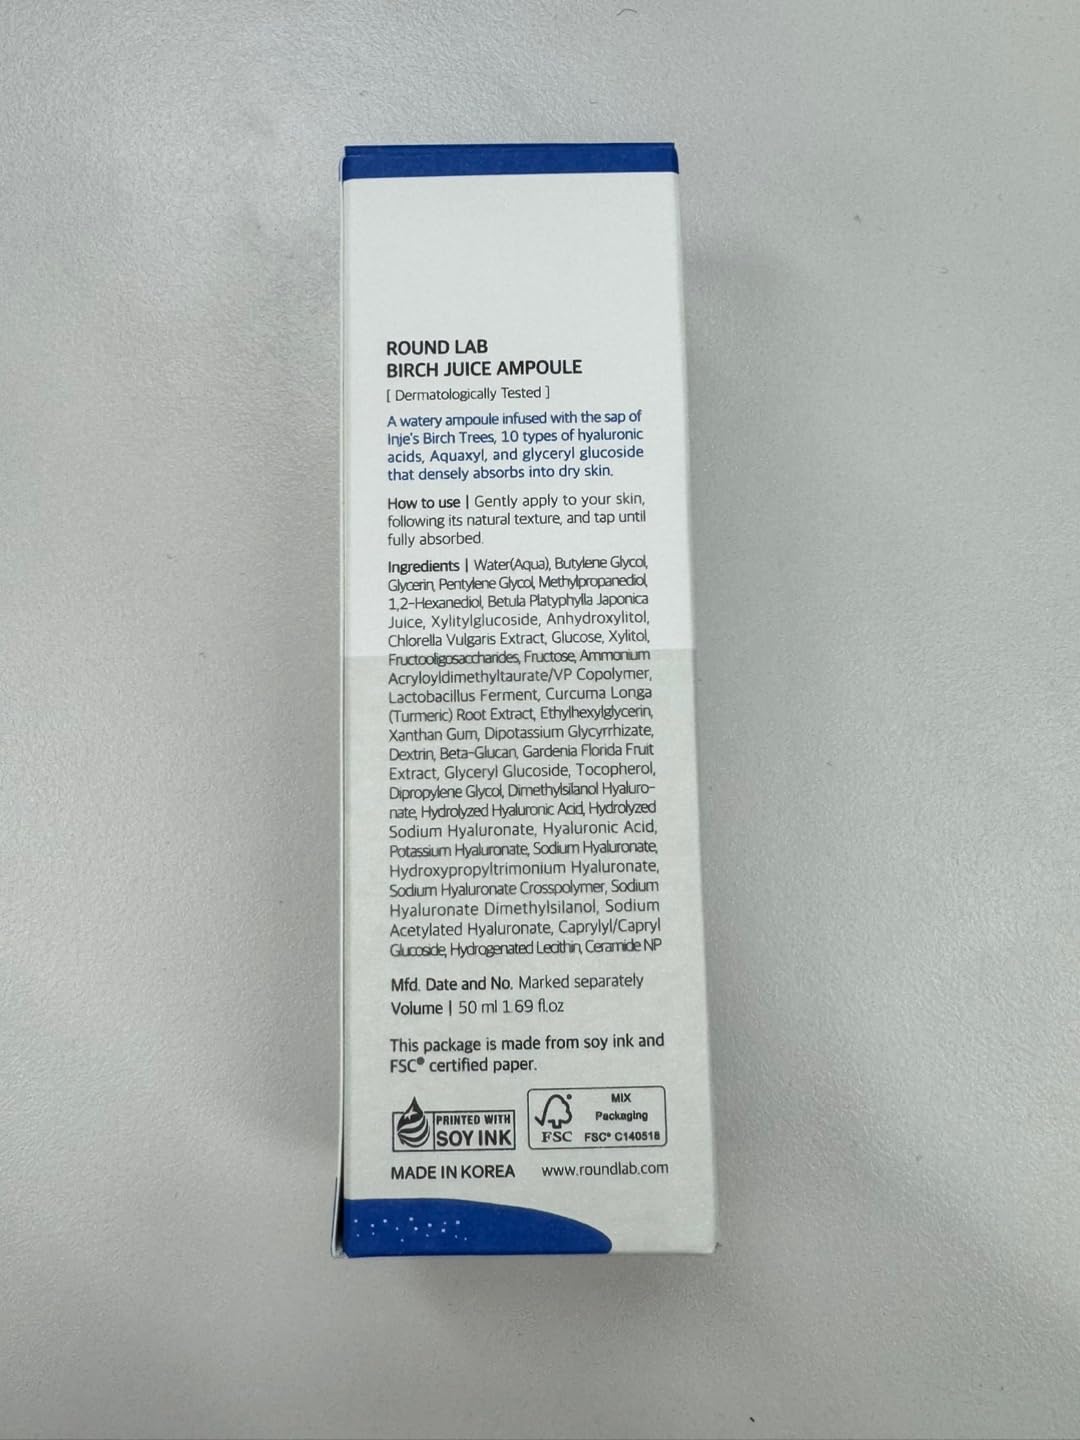 ROUND LAB
BIRCH JUICE AMPOULE
[ Dermatologically Tested ]
A watery ampoule infused with the sap of
Inje's Birch Trees, 10 types of hyaluronic
acids, Aquaxyl, and glyceryl glucoside
that densely absorbs into dry skin.
How to use | Gently apply to your skin,
following its natural texture, and tap until
fully absorbed.
Ingredients | Water(Aqua), Butylene Glycol,
Glycerin, Pentylene Glycol, Methylpropanediol,
1,2-Hexanediol, Betula Platyphylla Japonica
Juice, Xylitylglucoside, Anhydroxylitol,
Chlorella Vulgaris Extract, Glucose, Xylitol,
Fructooligosaccharides, Fructose, Ammonium
Acryloyldimethyltaurate/VP Copolymer,
Lactobacillus Ferment, Curcuma Longa
(Turmeric) Root Extract, Ethylhexylglycerin,
Xanthan Gum, Dipotassium Glycyrrhizate,
Dextrin, Beta-Glucan, Gardenia Florida Fruit
Extract, Glyceryl Glucoside, Tocopherol,
Dipropylene Glycol, Dimethylsilanol Hyaluro-
nate, Hydrolyzed Hyaluronic Acid, Hydrolyzed
Sodium Hyaluronate, Hyaluronic Acid,
Potassium Hyaluronate, Sodium Hyaluronate,
Hydroxypropyltrimonium Hyaluronate,
Sodium Hyaluronate Crosspolymer, Sodium
Hyaluronate Dimethylsilanol, Sodium
Acetylated Hyaluronate, Caprylyl/Capryl
Glucoside, Hydrogenated Lecithin, Ceramide NP
Mfd. Date and No. Marked separately
Volume | 50 ml 1.69 fl.oz
This package is made from soy ink and
FSC® certified paper.
PRINTED WITH
SOY INK
MIX
Packaging
FSC FSC® C140518
MADE IN KOREA www.roundlab.com